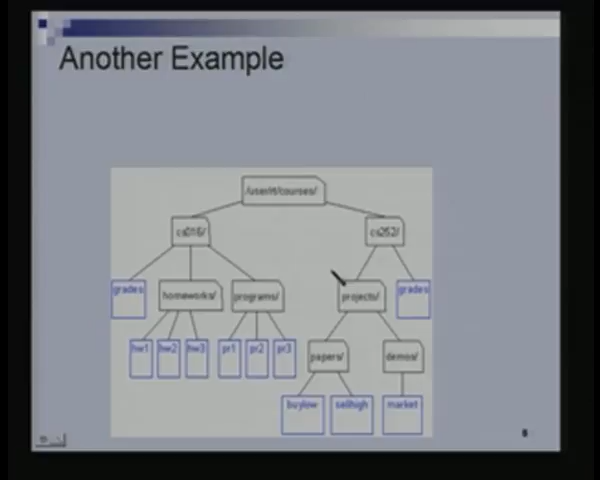 Another Example
/user/rt/courses/
cs016/ cs252/
grades homeworks/ programs/ projects/ grades
hw1 hw2 hw3 pr1 pr2 pr3 papers/ demos/
buylow sellhigh market